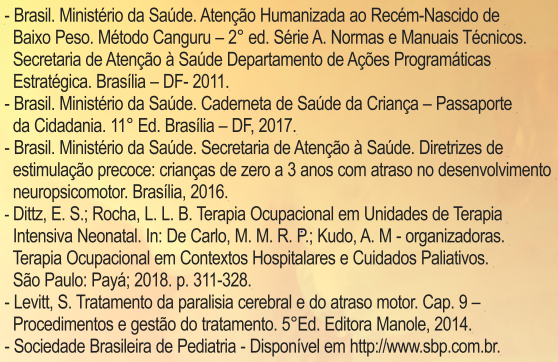 - Brasil. Ministério da Saúde. Atenção Humanizada ao Recém-Nascido de
Baixo Peso. Método Canguru – 2° ed. Série A. Normas e Manuais Técnicos.
Secretaria de Atenção à Saúde Departamento de Ações Programáticas
Estratégica. Brasília – DF- 2011.
- Brasil. Ministério da Saúde. Caderneta de Saúde da Criança – Passaporte
da Cidadania. 11° Ed. Brasília – DF, 2017.
- Brasil. Ministério da Saúde. Secretaria de Atenção à Saúde. Diretrizes de
estimulação precoce: crianças de zero a 3 anos com atraso no desenvolvimento
neuropsicomotor. Brasília, 2016.
- Dittz, E. S.; Rocha, L. L. B. Terapia Ocupacional em Unidades de Terapia
Intensiva Neonatal. In: De Carlo, M. M. R. P.; Kudo, A. M - organizadoras.
Terapia Ocupacional em Contextos Hospitalares e Cuidados Paliativos.
São Paulo: Payá; 2018. p. 311-328.
- Levitt, S. Tratamento da paralisia cerebral e do atraso motor. Cap. 9 –
Procedimentos e gestão do tratamento. 5°Ed. Editora Manole, 2014.
- Sociedade Brasileira de Pediatria - Disponível em http://www.sbp.com.br.